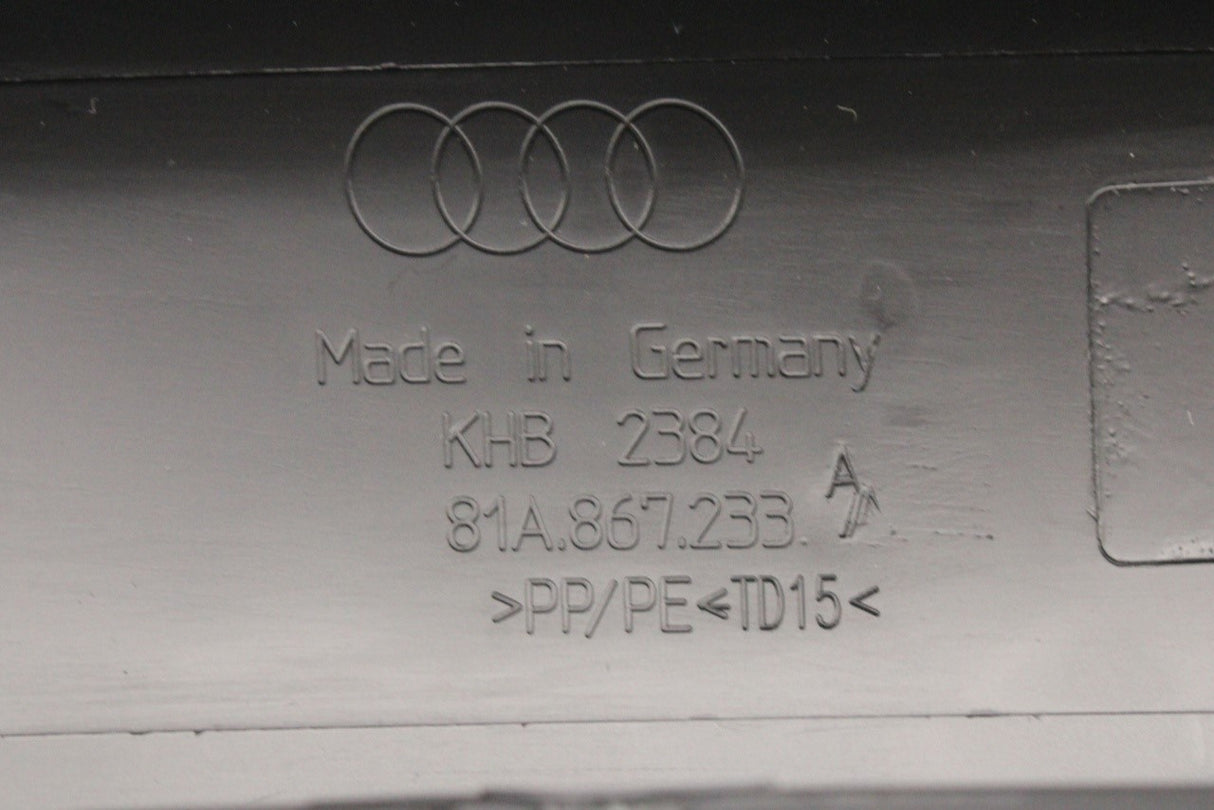 Made in Germany
KHB 2384
81A.867.233. A
>PP/PE<TD15<